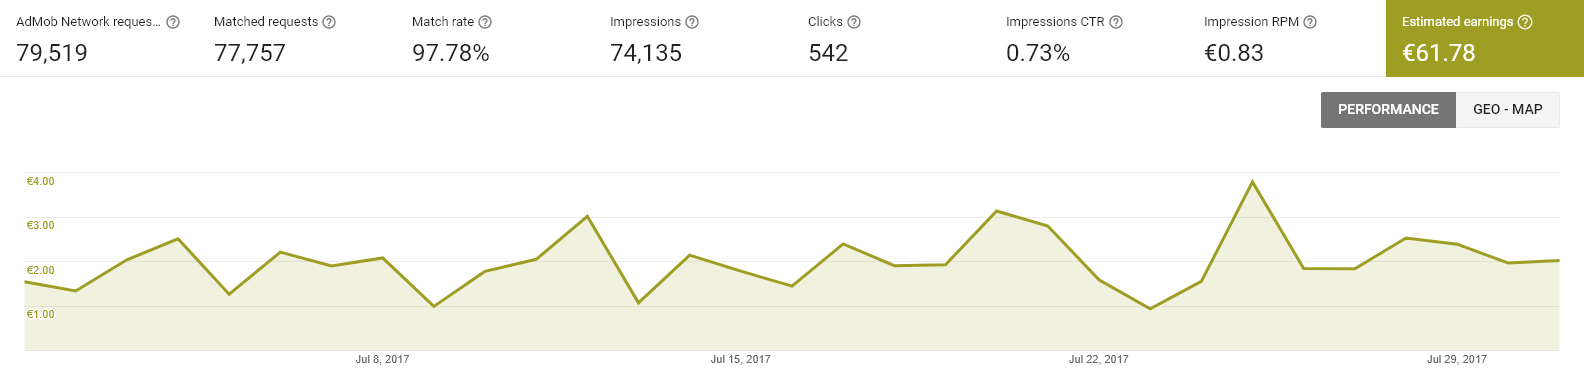 AdMob Network reques... Matched requests Match rate Impressions Clicks Impressions CTR Impression RPM Estimated earnings
79,519 77,757 97.78% 74,135 542 0.73% €0.83 €61.78
PERFORMANCE GEO - MAP
€4.00
€3.00
€2.00
€1.00
Jul 8, 2017 Jul 15, 2017 Jul 22, 2017 Jul 29, 2017